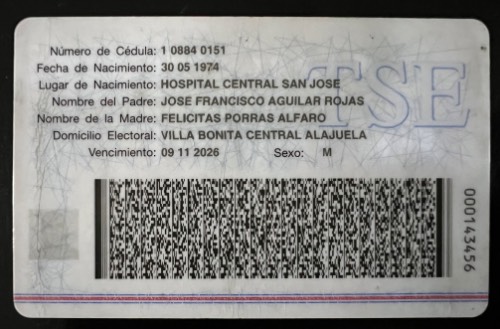 Número de Cédula: 1 0884 0151
Fecha de Nacimiento: 30 05 1974
Lugar de Nacimiento: HOSPITAL CENTRAL SAN JOSE
Nombre del Padre: JOSE FRANCISCO AGUILAR ROJAS
Nombre de la Madre: FELICITAS PORRAS ALFARO
Domicilio Electoral: VILLA BONITA CENTRAL ALAJUELA
Vencimiento: 09 11 2026 Sexo: M
TSE
000143456